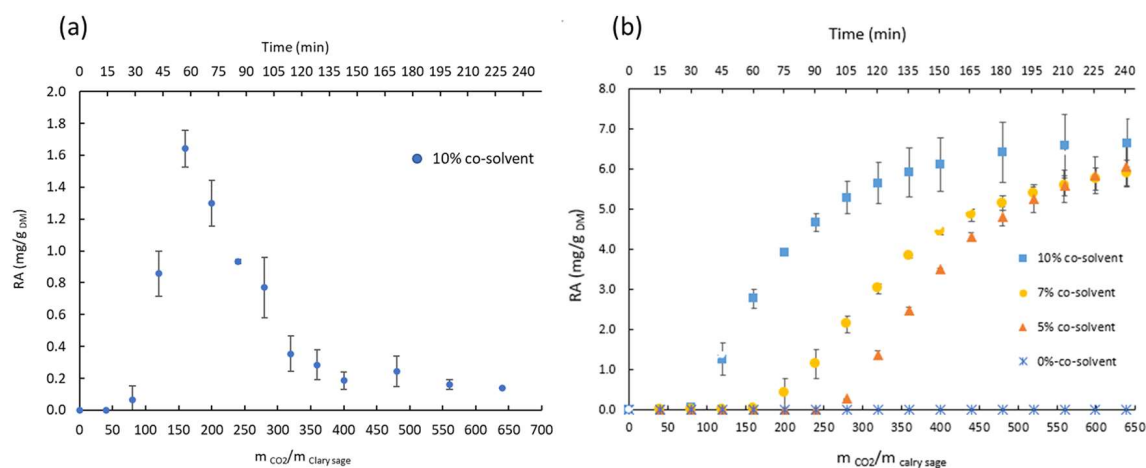 (a)
Time (min)
0 15 30 45 60 75 90 105 120 135 150 165 180 195 210 225 240
2.0
1.8
1.6
1.4
1.2
1.0
0.8
0.6
0.4
0.2
0.0
RA (mg/g DM)
10% co-solvent
0 50 100 150 200 250 300 350 400 450 500 550 600 650 700
m CO2/m Clary sage
(b)
Time (min)
0 15 30 45 60 75 90 105 120 135 150 165 180 195 210 225 240
8.0
7.0
6.0
5.0
4.0
3.0
2.0
1.0
0.0
RA (mg/g DM)
10% co-solvent
7% co-solvent
5% co-solvent
0%-co-solvent
0 50 100 150 200 250 300 350 400 450 500 550 600 650
m CO2/m calry sage